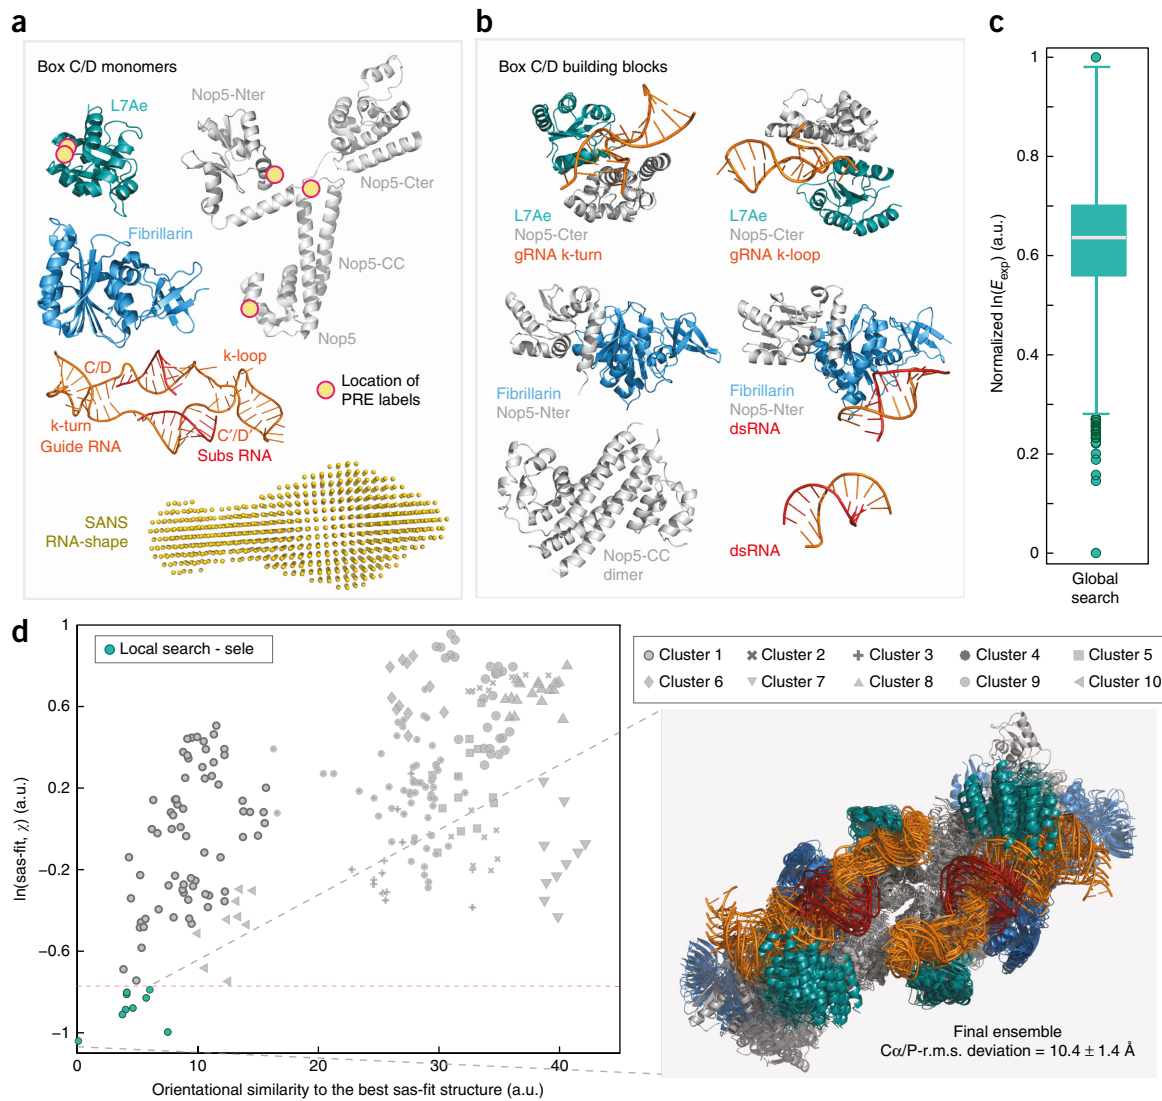 a
Box C/D monomers
L7Ae
Nop5-Nter
Nop5-Cter
Fibrillarin
Nop5-CC
Nop5
C/D
k-loop
Location of
PRE labels
k-turn
Guide RNA
C′/D′
Subs RNA
SANS
RNA-shape
b
Box C/D building blocks
L7Ae
Nop5-Cter
gRNA k-turn
L7Ae
Nop5-Cter
gRNA k-loop
Fibrillarin
Nop5-Nter
Fibrillarin
Nop5-Nter
dsRNA
Nop5-CC
dimer
dsRNA
c
1
0.8
0.6
0.4
0.2
0
Normalized ln(Eexp) (a.u.)
Global
search
d
1
0.6
0.2
−0.2
−0.6
−1
ln(sas-fit, χ) (a.u.)
Local search - sele
0 10 20 30 40
Orientational similarity to the best sas-fit structure (a.u.)
Cluster 1 Cluster 2 Cluster 3 Cluster 4 Cluster 5
Cluster 6 Cluster 7 Cluster 8 Cluster 9 Cluster 10
Final ensemble
Cα/P-r.m.s. deviation = 10.4 ± 1.4 Å